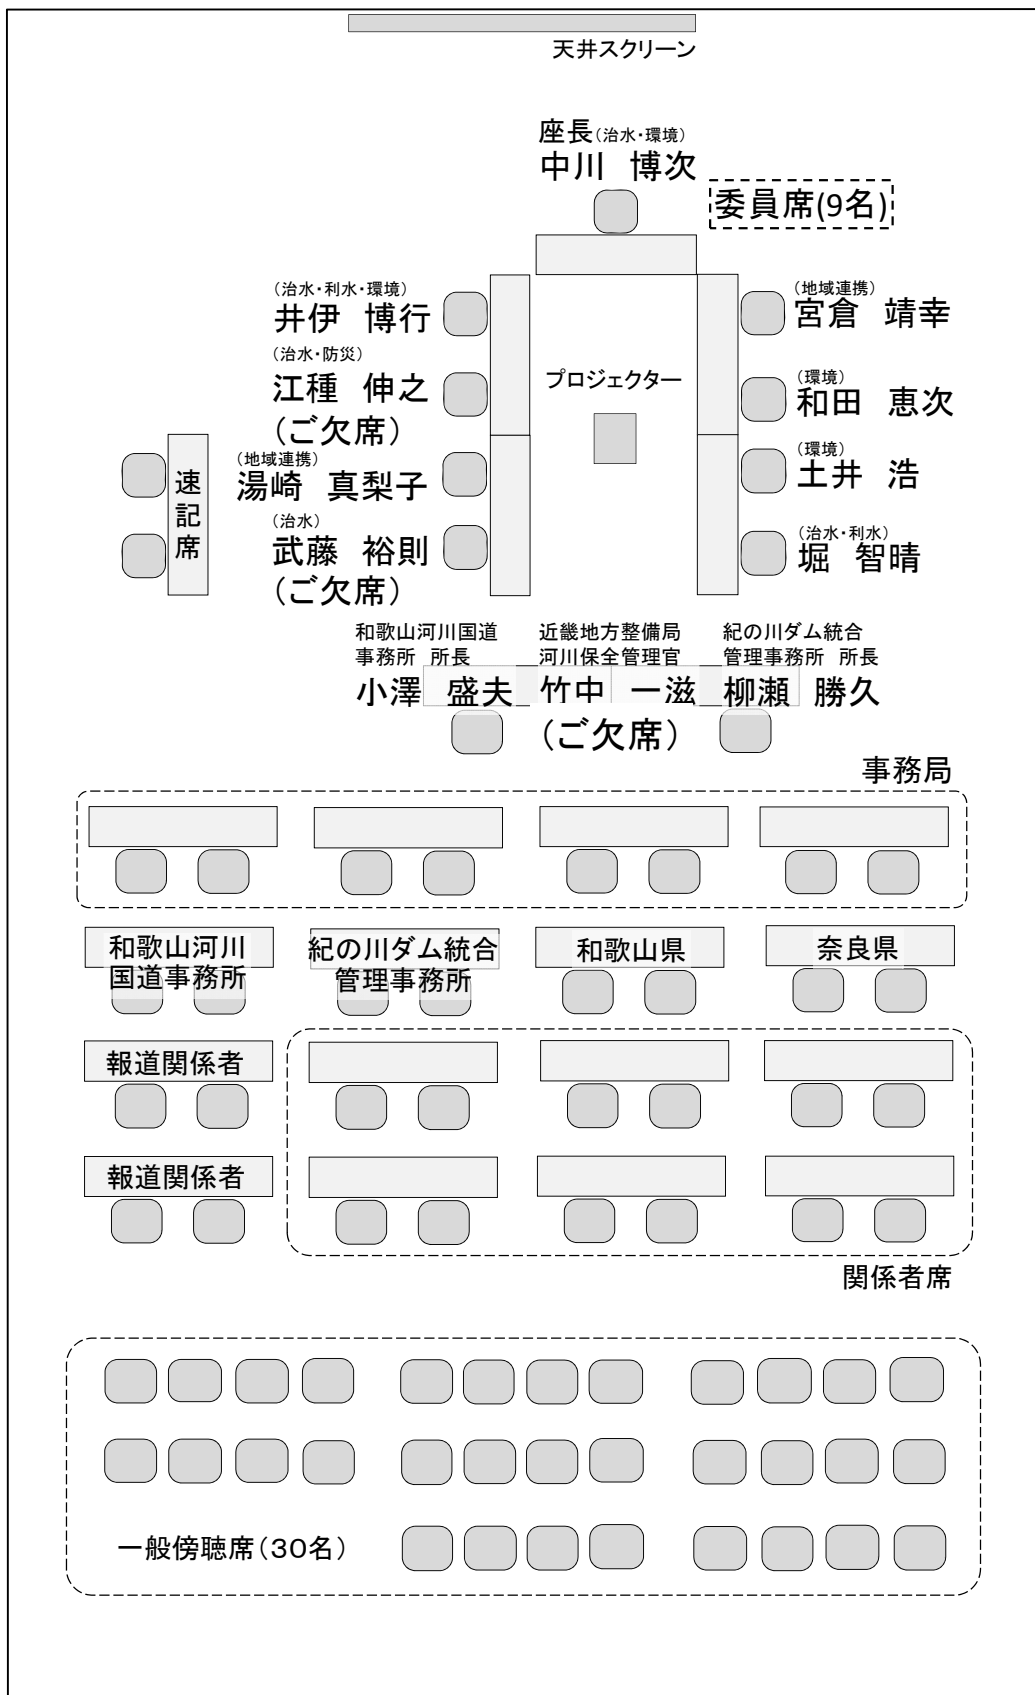 天井スクリーン
座長(治水・環境)
中川 博次
委員席(9名)
(治水・利水・環境)
井伊 博行
(治水・防災)
江種 伸之
(ご欠席)
(地域連携)
湯崎 真梨子
(治水)
武藤 裕則
(ご欠席)
速記席
プロジェクター
(地域連携)
宮倉 靖幸
(環境)
和田 恵次
(環境)
土井 浩
(治水・利水)
堀 智晴
和歌山河川国道
事務所 所長
小澤 盛夫
近畿地方整備局
河川保全管理官
竹中 一滋
(ご欠席)
紀の川ダム統合
管理事務所 所長
柳瀬 勝久
事務局
和歌山河川
国道事務所
紀の川ダム統合
管理事務所
和歌山県
奈良県
報道関係者
報道関係者
関係者席
一般傍聴席(30名)